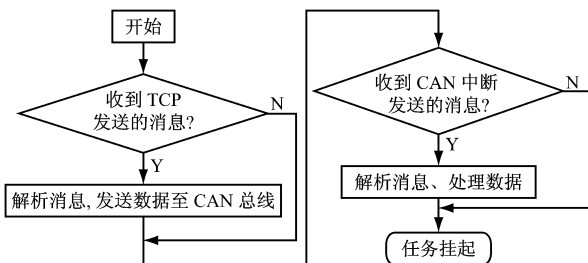 开始
收到 TCP
发送的消息?
N
Y
解析消息, 发送数据至 CAN 总线
收到 CAN 中断
发送的消息?
N
Y
解析消息、处理数据
任务挂起